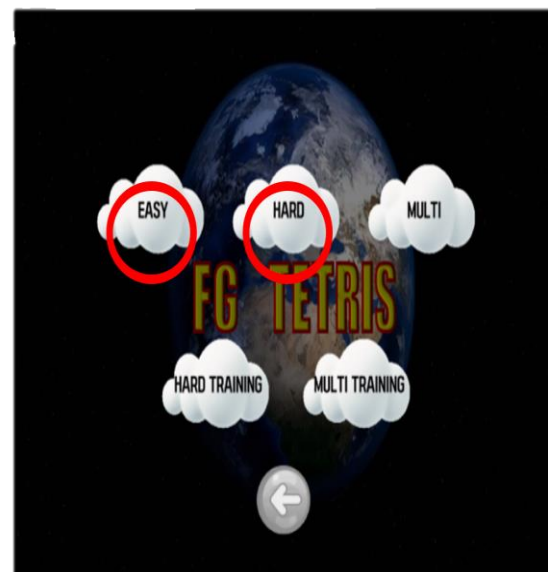 EASY
HARD
MULTI
FG TETRIS
HARD TRAINING
MULTI TRAINING